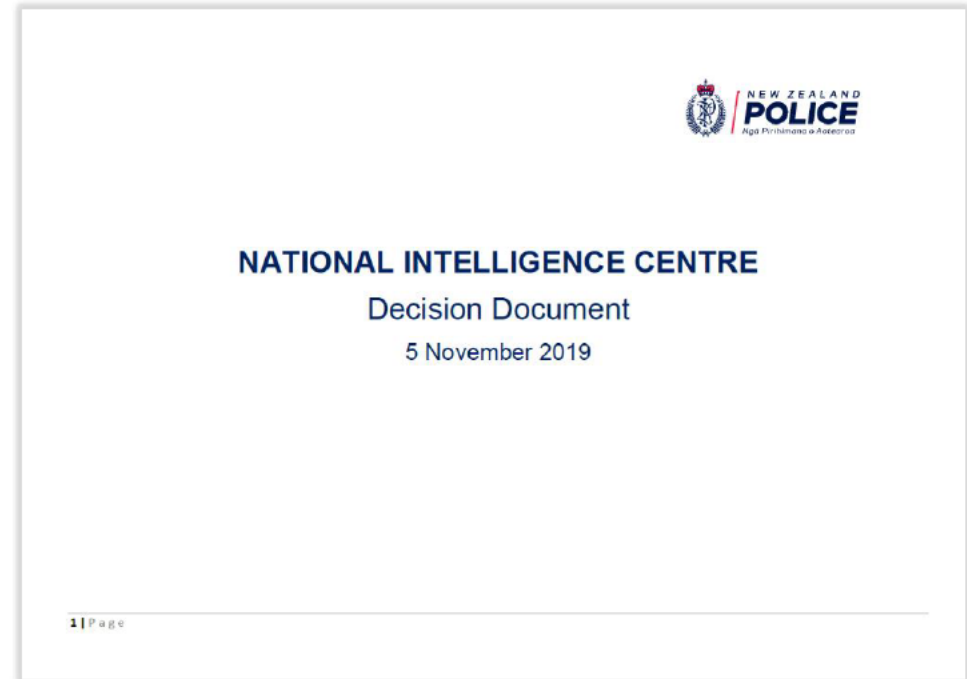 NEW ZEALAND
POLICE
Ngā Pirihimana o Aotearoa
NATIONAL INTELLIGENCE CENTRE
Decision Document
5 November 2019
1 | Page